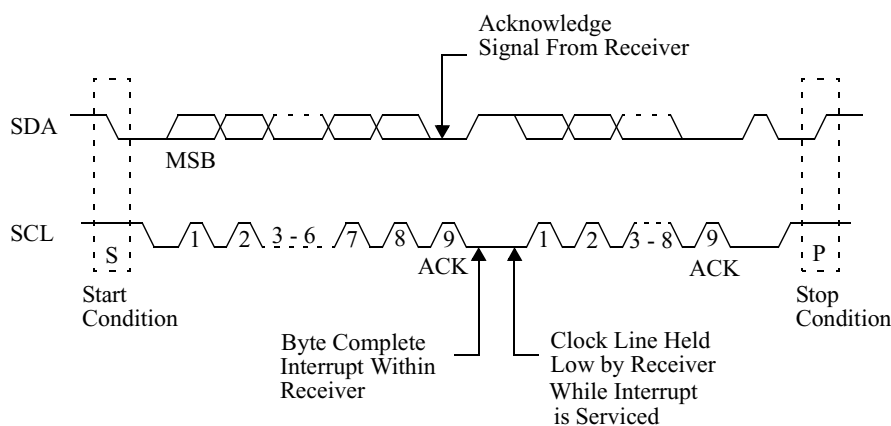 Acknowledge
Signal From Receiver
SDA
MSB
SCL
S
1
2
3 - 6
7
8
9
ACK
1
2
3 - 8
9
ACK
P
Start
Condition
Stop
Condition
Byte Complete
Interrupt Within
Receiver
Clock Line Held
Low by Receiver
While Interrupt
is Serviced